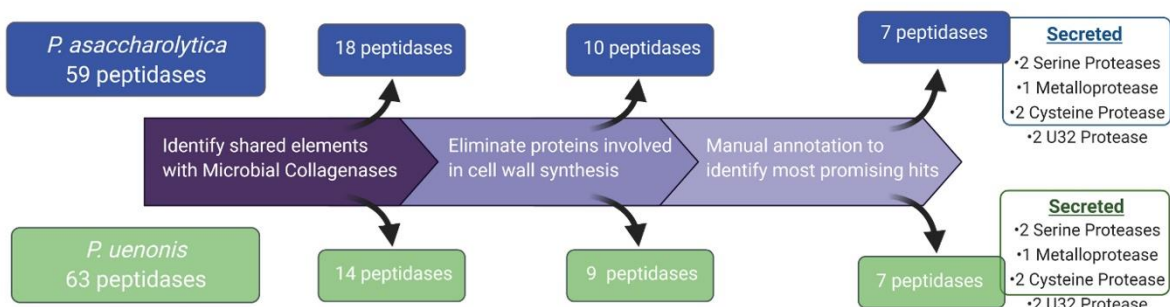 P. asaccharolytica
59 peptidases
18 peptidases
10 peptidases
7 peptidases
Secreted
•2 Serine Proteases
•1 Metalloprotease
•2 Cysteine Protease
•2 U32 Protease
Identify shared elements
with Microbial Collagenases
Eliminate proteins involved
in cell wall synthesis
Manual annotation to
identify most promising hits
P. uenonis
63 peptidases
14 peptidases
9 peptidases
7 peptidases
Secreted
•2 Serine Proteases
•1 Metalloprotease
•2 Cysteine Protease
•2 U32 Protease